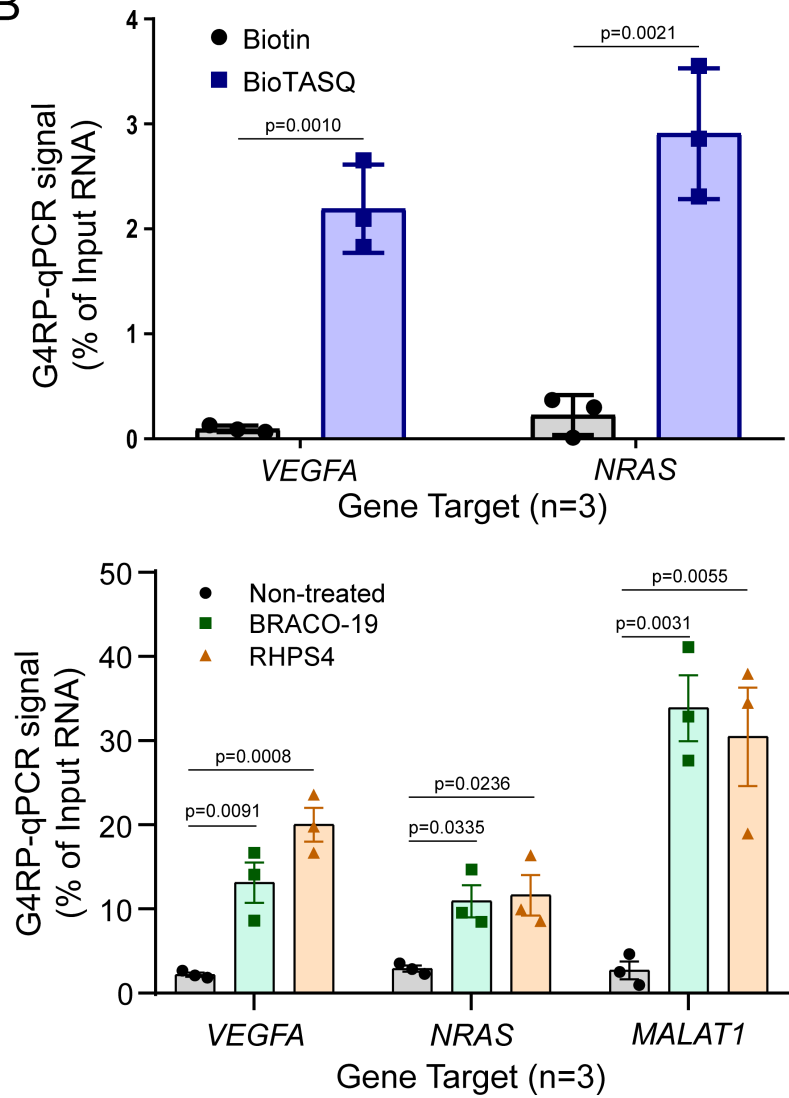 B
4
3
2
1
0
G4RP-qPCR signal
(% of Input RNA)
Biotin
BioTASQ
p=0.0010
p=0.0021
VEGFA
NRAS
Gene Target (n=3)
50
40
30
20
10
0
G4RP-qPCR signal
(% of Input RNA)
Non-treated
BRACO-19
RHPS4
p=0.0008
p=0.0091
p=0.0236
p=0.0335
p=0.0055
p=0.0031
VEGFA
NRAS
MALAT1
Gene Target (n=3)